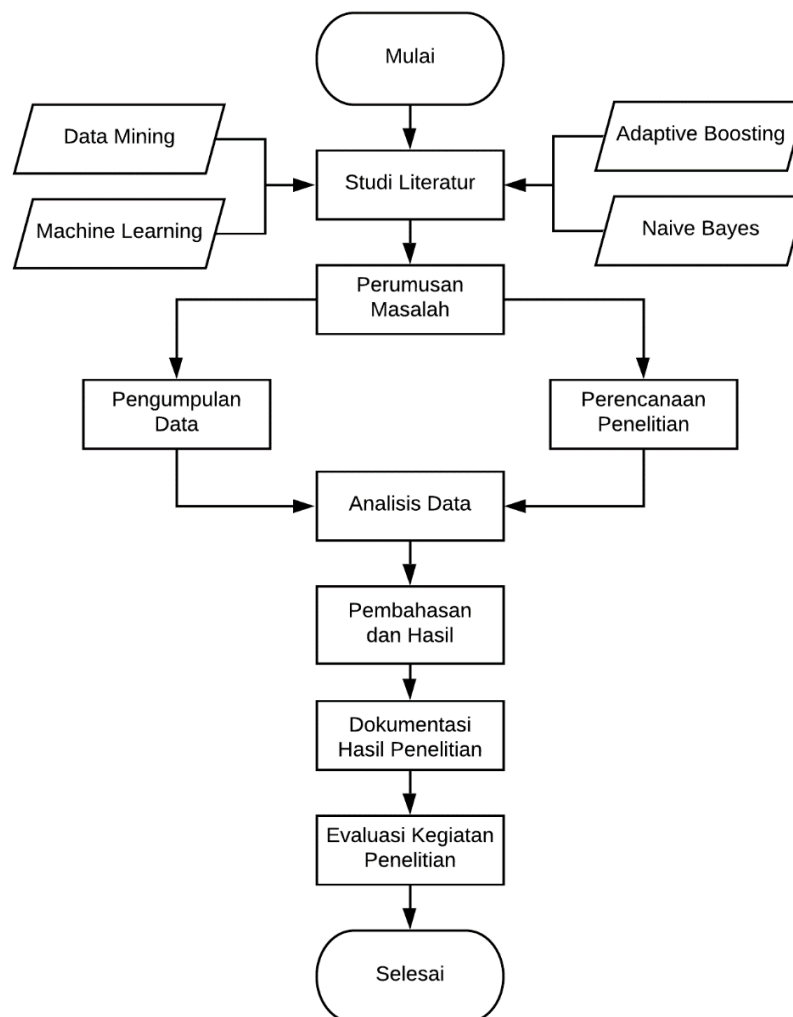 Mulai
Data Mining
Adaptive Boosting
Studi Literatur
Machine Learning
Naive Bayes
Perumusan
Masalah
Pengumpulan
Data
Perencanaan
Penelitian
Analisis Data
Pembahasan
dan Hasil
Dokumentasi
Hasil Penelitian
Evaluasi Kegiatan
Penelitian
Selesai